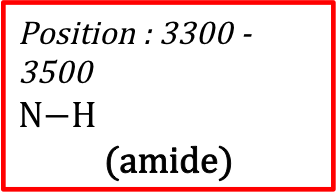 Position : 3300 -
3500
N−H
(amide)